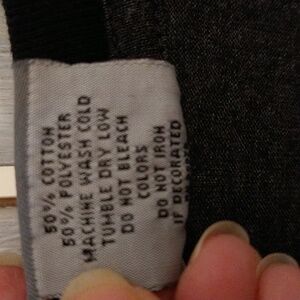 50% COTTON
50% POLYESTER
MACHINE WASH COLD
TUMBLE DRY LOW
DO NOT BLEACH
COLORS
DO NOT IRON
IF DECORATED